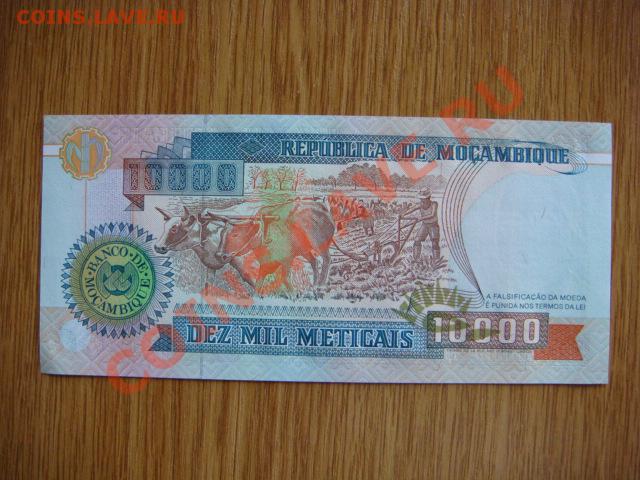 COINS.LAVE.RU
REPÚBLICA DE MOÇAMBIQUE
10000
COINS.LAVE.RU
BANCO·DE·MOÇAMBIQUE
A FALSIFICAÇÃO DA MOEDA
É PUNIDA NOS TERMOS DA LEI
DEZ MIL METICAIS
10000